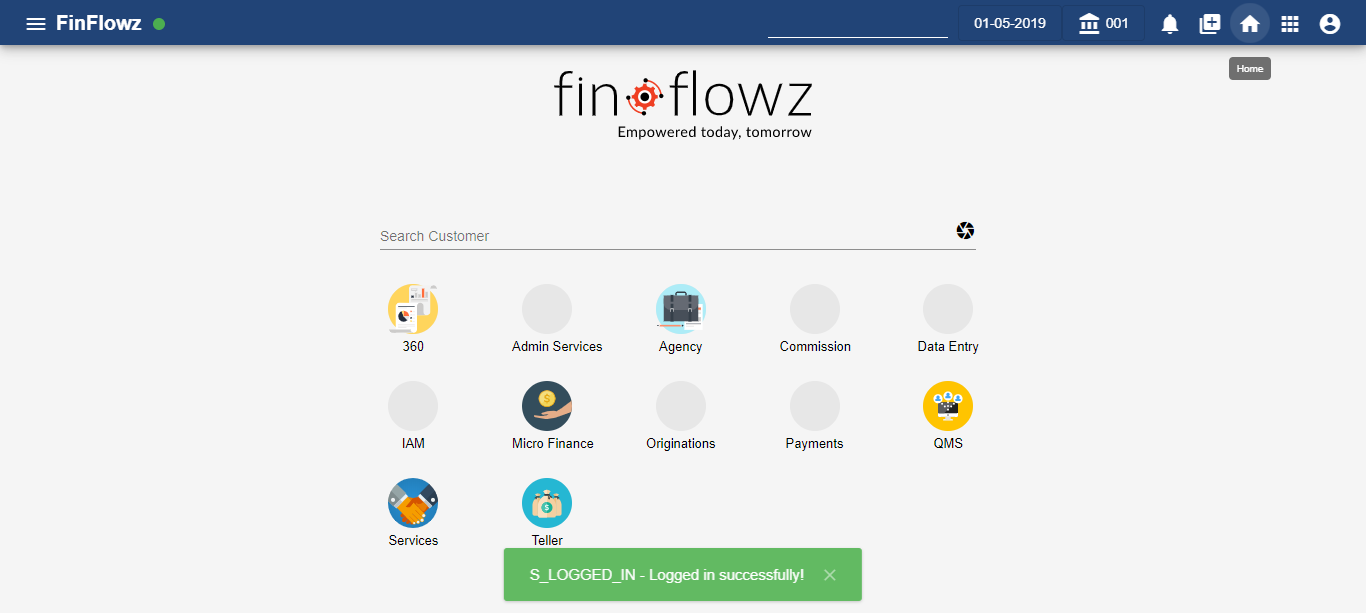 FinFlowz 01-05-2019 001
Home
finflowz
Empowered today, tomorrow
Search Customer
360 Admin Services Agency Commission Data Entry
IAM Micro Finance Originations Payments QMS
Services Teller
S_LOGGED_IN - Logged in successfully!